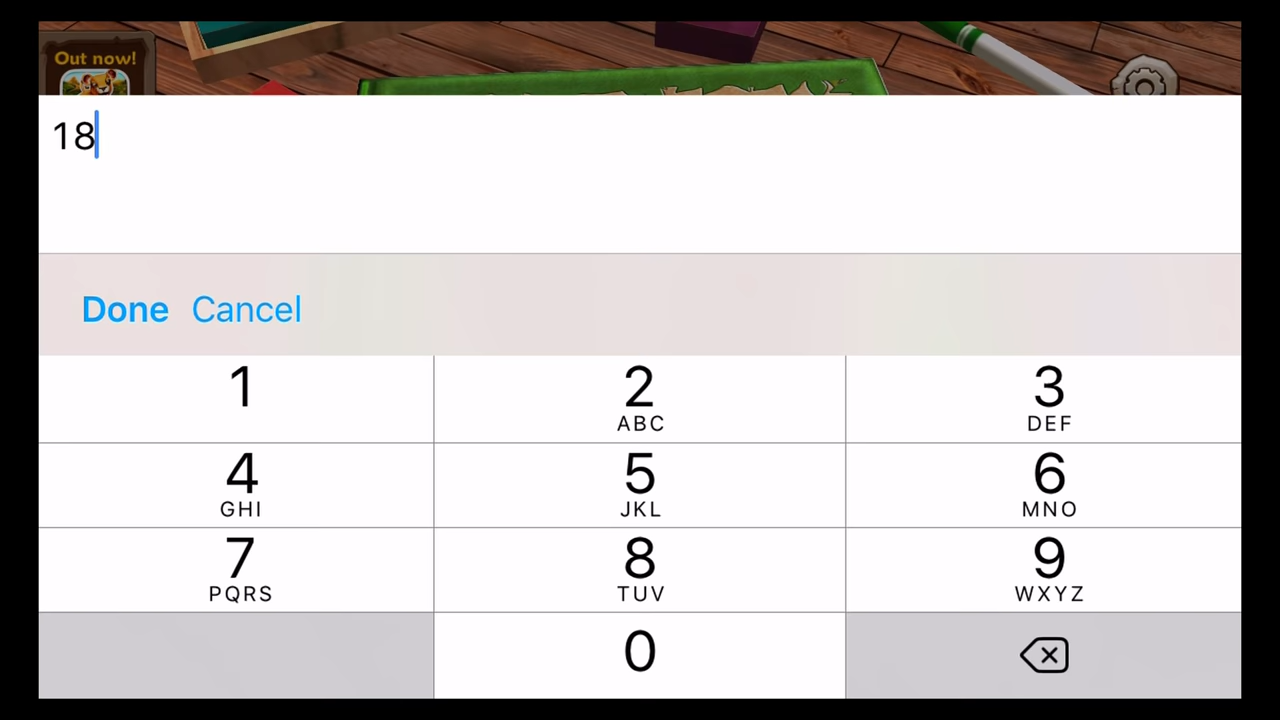 Out now!
18
Done Cancel
1 2 3
ABC DEF
4 5 6
GHI JKL MNO
7 8 9
PQRS TUV WXYZ
0